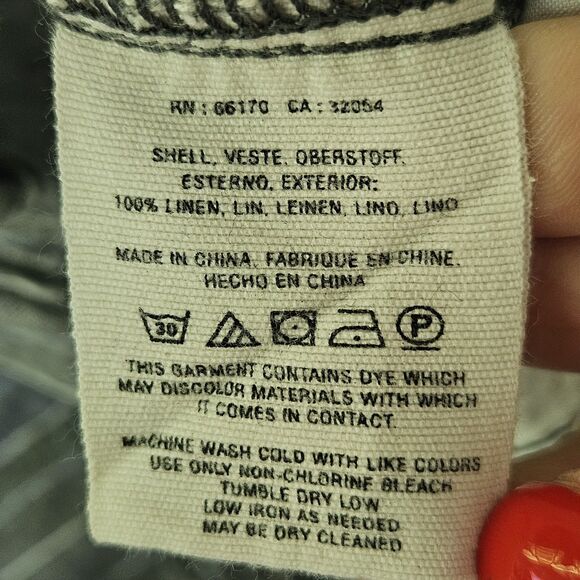 RN : 66170 CA : 32054
SHELL, VESTE, OBERSTOFF,
ESTERNO, EXTERIOR:
100% LINEN, LIN, LEINEN, LINO, LINO
MADE IN CHINA, FABRIQUE EN CHINE,
HECHO EN CHINA
30 P
THIS GARMENT CONTAINS DYE WHICH
MAY DISCOLOR MATERIALS WITH WHICH
IT COMES IN CONTACT.
MACHINE WASH COLD WITH LIKE COLORS
USE ONLY NON-CHLORINE BLEACH
TUMBLE DRY LOW
LOW IRON AS NEEDED
MAY BE DRY CLEANED